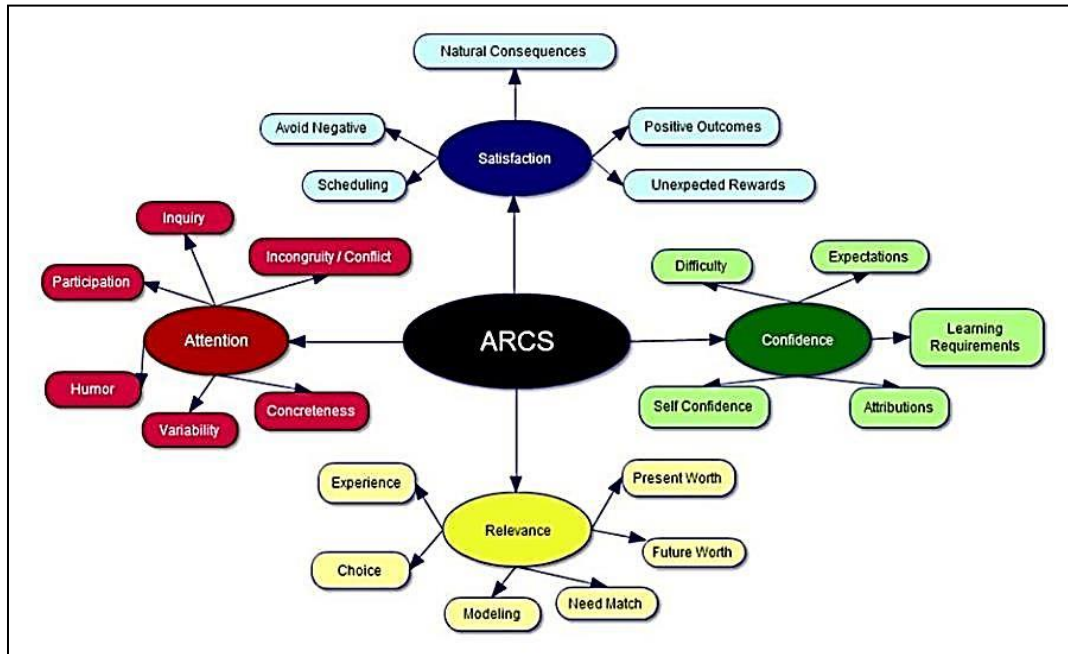 Natural Consequences
Avoid Negative
Positive Outcomes
Satisfaction
Scheduling
Unexpected Rewards
Inquiry
Incongruity / Conflict
Participation
Attention
Humor
Variability
Concreteness
ARCS
Difficulty
Expectations
Confidence
Learning
Requirements
Self Confidence
Attributions
Experience
Present Worth
Relevance
Choice
Future Worth
Modeling
Need Match